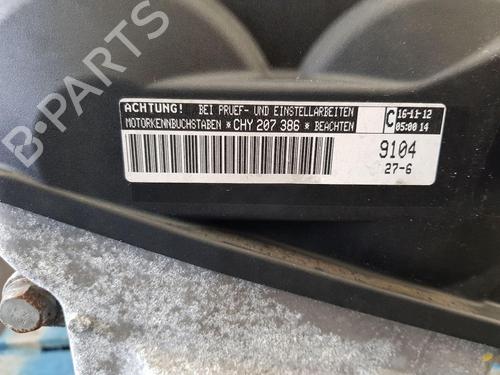 B-PARTS
ACHTUNG! BEI PRUEF- UND EINSTELLARBEITEN
MOTORKENNBUCHSTABEN *CHY 207 386* BEACHTEN
C 16-11-12
05:00 14
9104
27-6